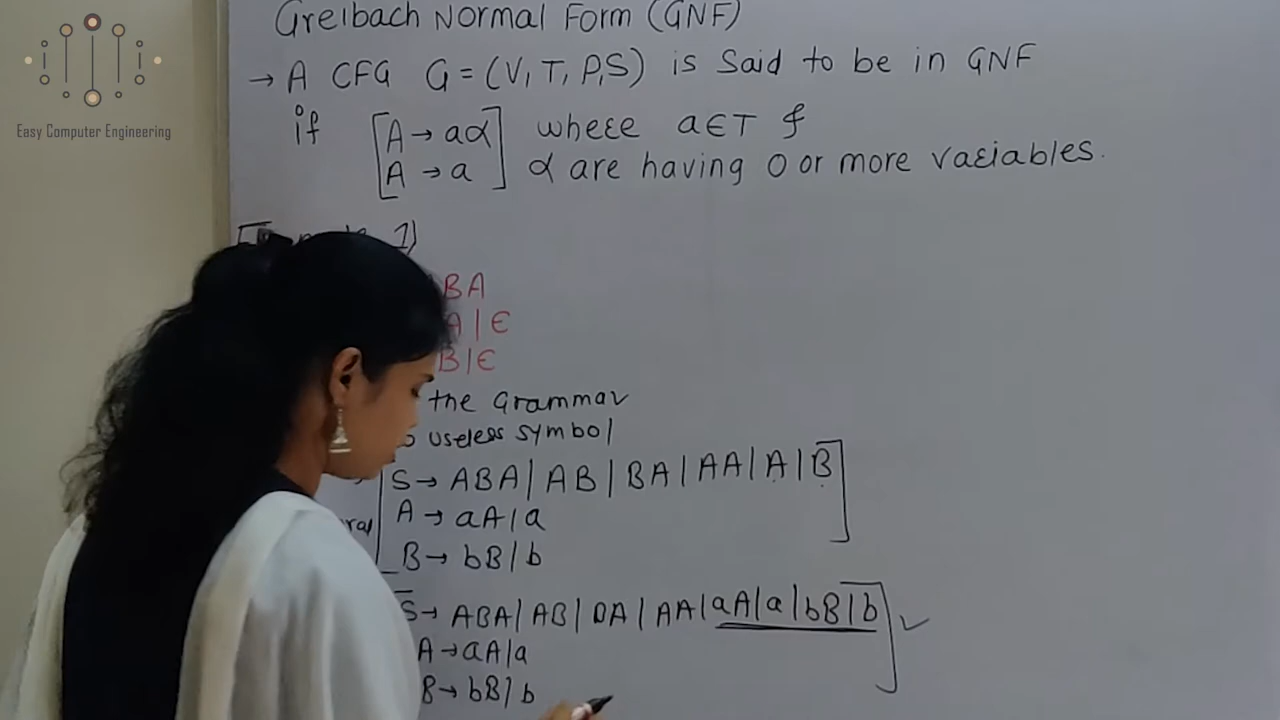 Greibach Normal Form (GNF)
Easy Computer Engineering
→ A CFG G = (V, T, P, S) is Said to be in GNF
if [A → aα where a∈T &
A → a] α are having 0 or more variables.
1)
BA
A | ∈
B | ∈
the Grammar
useless symbol
S → ABA | AB | BA | AA | A | B
A → aA | a
B → bB | b
S → ABA | AB | BA | AA | aA | a | bB | b ✓
A → aA | a
B → bB | b